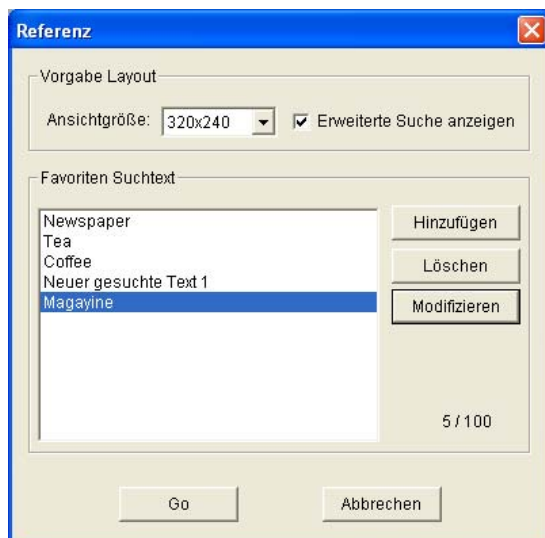 Referenz
Vorgabe Layout
Ansichtgröße: 320x240 Erweiterte Suche anzeigen
Favoriten Suchtext
Newspaper
Tea
Coffee
Neuer gesuchte Text 1
Magayine
Hinzufügen
Löschen
Modifizieren
5 / 100
Go Abbrechen